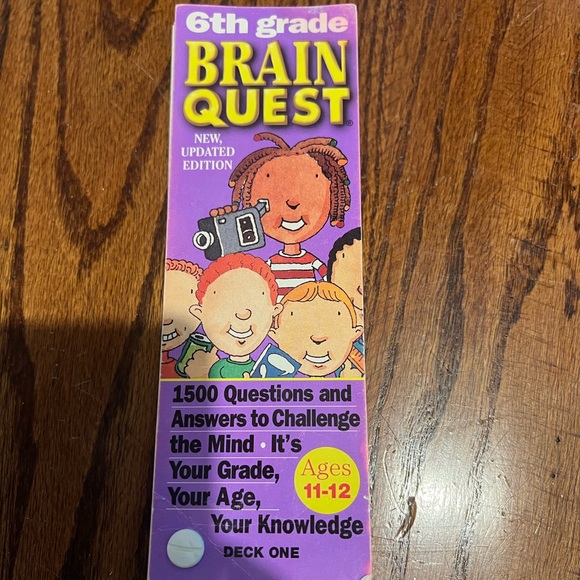 6th grade
BRAIN
QUEST®
NEW,
UPDATED
EDITION
1500 Questions and
Answers to Challenge
the Mind • It's
Your Grade,
Your Age,
Your Knowledge
Ages
11-12
DECK ONE